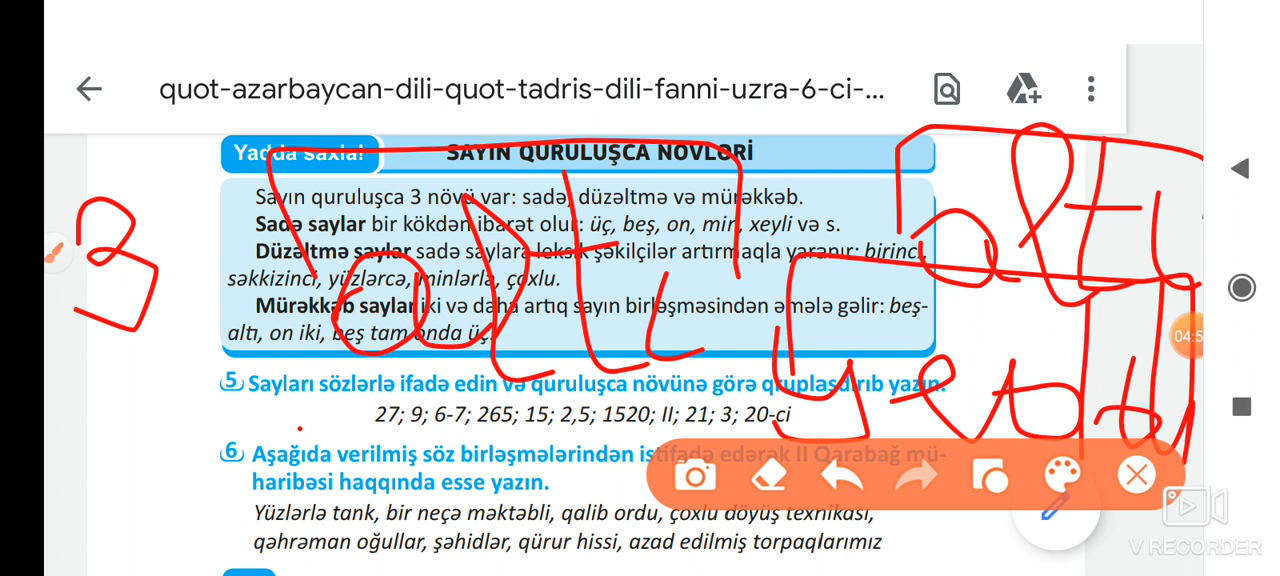 quot-azarbaycan-dili-quot-tadris-dili-fanni-uzra-6-ci-...
Yadda saxla!
SAYIN QURULUŞCA NÖVLƏRİ
Sayın quruluşca 3 növü var: sadə, düzəltmə və mürəkkəb.
Sadə saylar bir kökdən ibarət olur: üç, beş, on, min, xeyli və s.
Düzəltmə saylar sadə saylara leksik şəkilçilər artırmaqla yaranır: birinci,
səkkizinci, yüzlərcə, minlərlə, çoxlu.
Mürəkkəb saylar iki və daha artıq sayın birləşməsindən əmələ gəlir: beş-
altı, on iki, beş tam onda üç.
04:5
5 Sayları sözlərlə ifadə edin və quruluşca növünə görə qruplaşdırıb yazın.
27; 9; 6-7; 265; 15; 2,5; 1520; II; 21; 3; 20-ci
6 Aşağıda verilmiş söz birləşmələrindən istifadə edərək II Qarabağ mü-
haribəsi haqqında esse yazın.
Yüzlərlə tank, bir neçə məktəbli, qalib ordu, çoxlu döyüş texnikası,
qəhrəman oğullar, şəhidlər, qürur hissi, azad edilmiş torpaqlarımız
V RECORDER